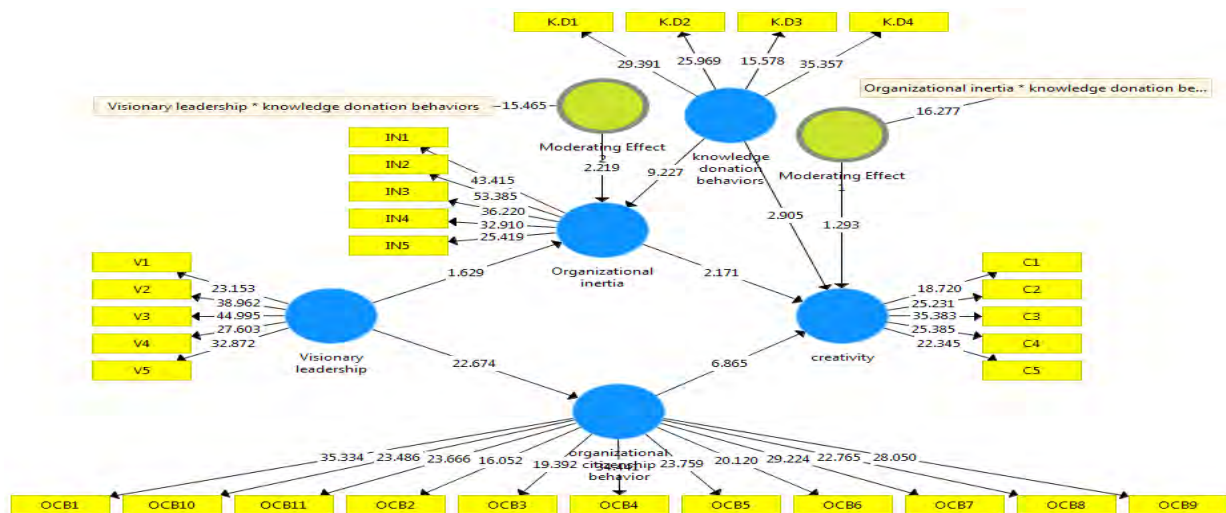 K.D1 K.D2 K.D3 K.D4
29.391 25.969 15.578 35.357
Visionary leadership * knowledge donation behaviors
15.465
Organizational inertia * knowledge donation be...
16.277
Moderating Effect
2
2.219
knowledge
donation
behaviors
9.227
2.905
Moderating Effect
1
1.293
IN1
IN2
IN3
IN4
IN5
43.415
53.385
36.220
32.910
25.419
Organizational
inertia
1.629
2.171
V1
V2
V3
V4
V5
23.153
38.962
44.995
27.603
32.872
Visionary
leadership
22.674
6.865
creativity
18.720
25.231
35.383
25.385
22.345
C1
C2
C3
C4
C5
organizational
citizenship
behavior
35.334 23.486 23.666 16.052 19.392 23.759 20.120 29.224 22.765 28.050
OCB1 OCB10 OCB11 OCB2 OCB3 OCB4 OCB5 OCB6 OCB7 OCB8 OCB9